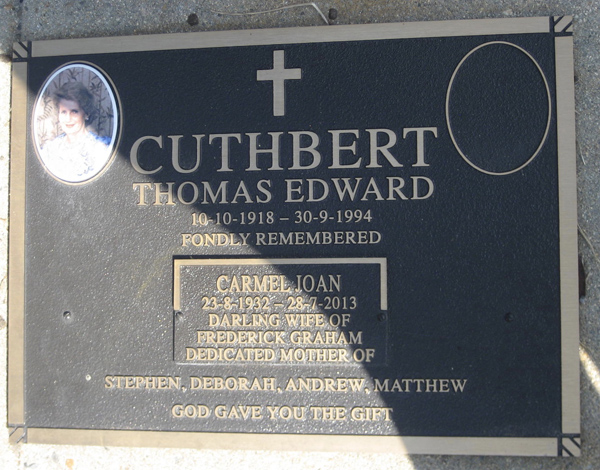 CUTHBERT
THOMAS EDWARD
10-10-1918 – 30-9-1994
FONDLY REMEMBERED
CARMEL JOAN
23-8-1932 – 28-7-2013
DARLING WIFE OF
FREDERICK GRAHAM
DEDICATED MOTHER OF
STEPHEN, DEBORAH, ANDREW, MATTHEW
GOD GAVE YOU THE GIFT